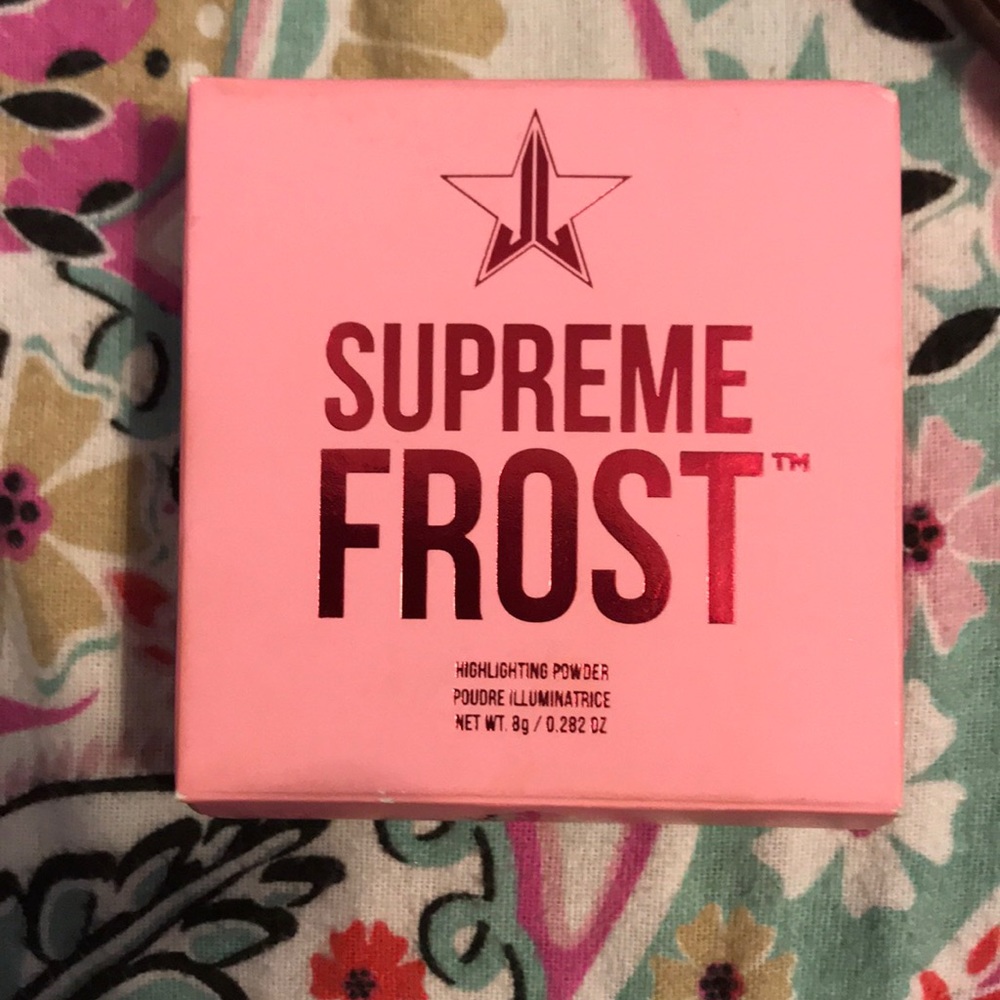 SUPREME
FROST™
HIGHLIGHTING POWDER
POUDRE ILLUMINATRICE
NET WT. 8g / 0.282 OZ